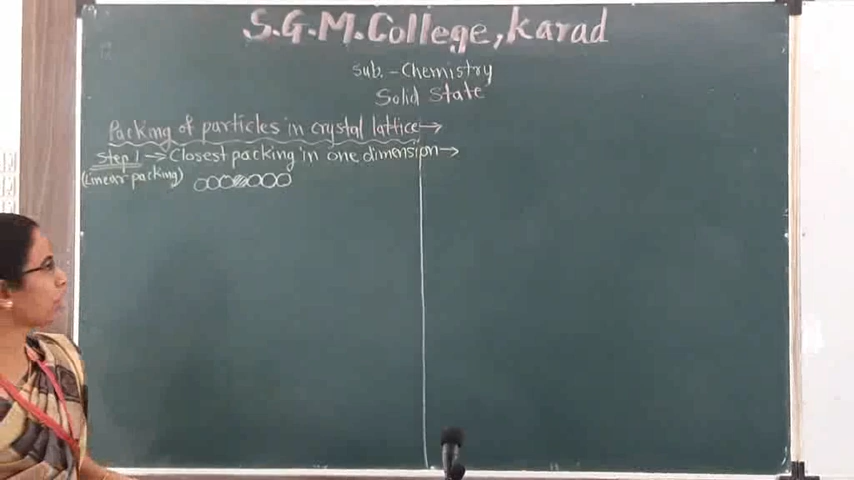 S.G.M.College, Karad
Sub. - Chemistry
Solid State
Packing of particles in crystal lattice→
Step 1 → Closest packing in one dimension→
(Linear packing)